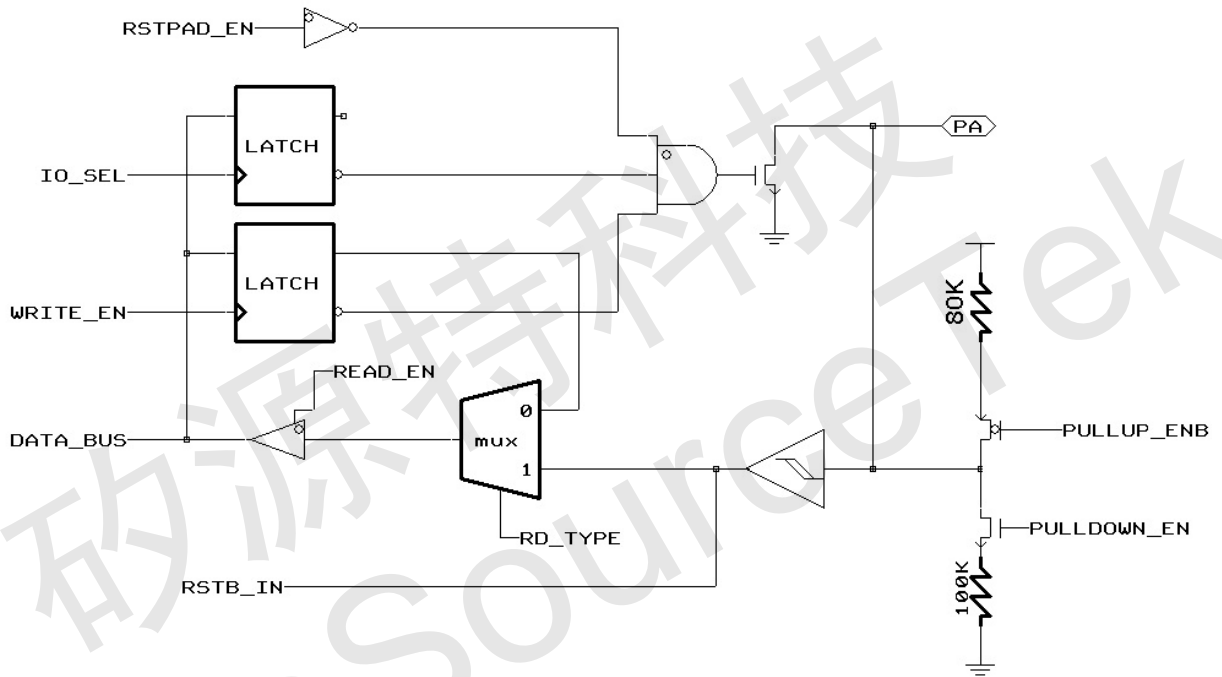 RSTPAD_EN
LATCH
PA
IO_SEL
LATCH
80K
WRITE_EN
READ_EN
0
DATA_BUS
mux
PULLUP_ENB
1
RD_TYPE
PULLDOWN_EN
RSTB_IN
100K
矽源特科技
SourceTek